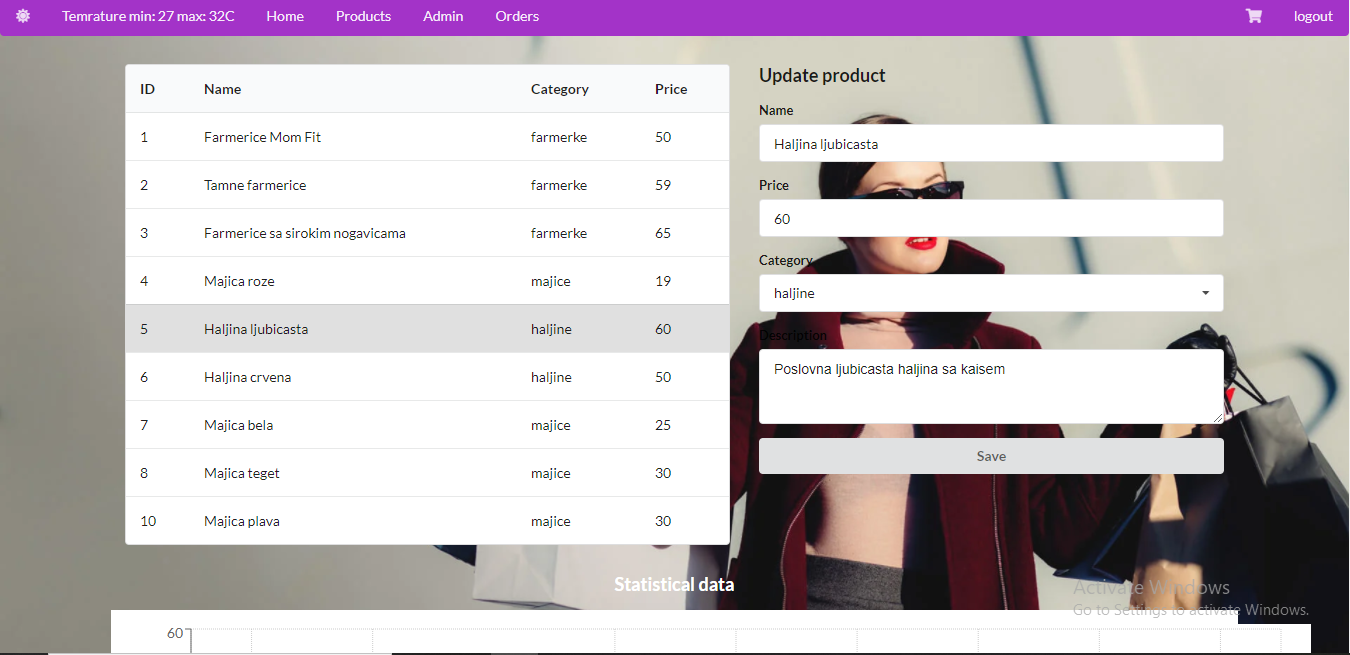 Temrature min: 27 max: 32C Home Products Admin Orders logout
ID Name Category Price
1 Farmerice Mom Fit farmerke 50
2 Tamne farmerice farmerke 59
3 Farmerice sa sirokim nogavicama farmerke 65
4 Majica roze majice 19
5 Haljina ljubicasta haljine 60
6 Haljina crvena haljine 50
7 Majica bela majice 25
8 Majica teget majice 30
10 Majica plava majice 30
Update product
Name
Haljina ljubicasta
Price
60
Category
haljine
Description
Poslovna ljubicasta haljina sa kaisem
Save
Statistical data
Activate Windows
Go to Settings to activate Windows.
60